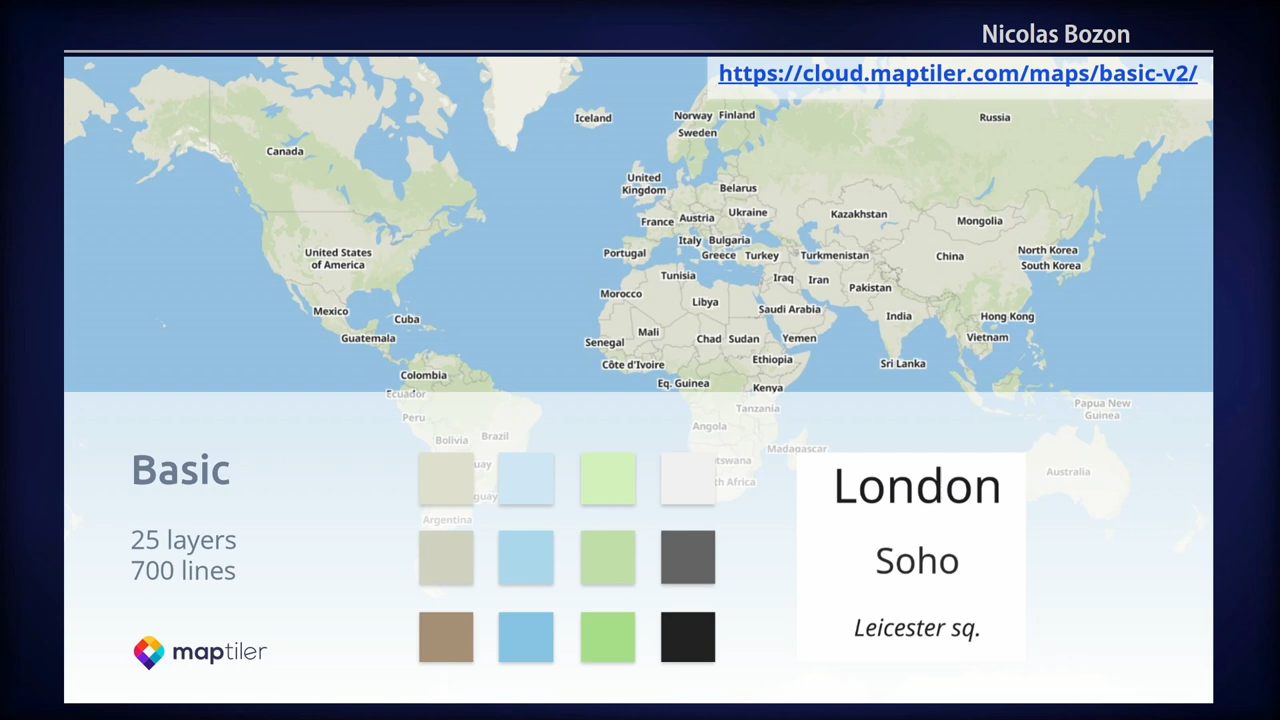 Nicolas Bozon
https://cloud.maptiler.com/maps/basic-v2/
Iceland
Norway
Finland
Sweden
Russia
Canada
United
Kingdom
Belarus
France
Austria
Ukraine
Kazakhstan
Mongolia
United States
of America
Portugal
Italy
Bulgaria
Greece
Turkey
Turkmenistan
China
North Korea
South Korea
Tunisia
Iraq
Iran
Pakistan
Morocco
Libya
Saudi Arabia
Mexico
Cuba
India
Hong Kong
Guatemala
Senegal
Mali
Chad
Sudan
Yemen
Vietnam
Côte d'Ivoire
Ethiopia
Sri Lanka
Colombia
Eq. Guinea
Kenya
Ecuador
Peru
Tanzania
Papua New
Guinea
Bolivia
Brazil
Angola
Madagascar
Australia
Argentina
Basic
25 layers
700 lines
maptiler
London
Soho
Leicester sq.